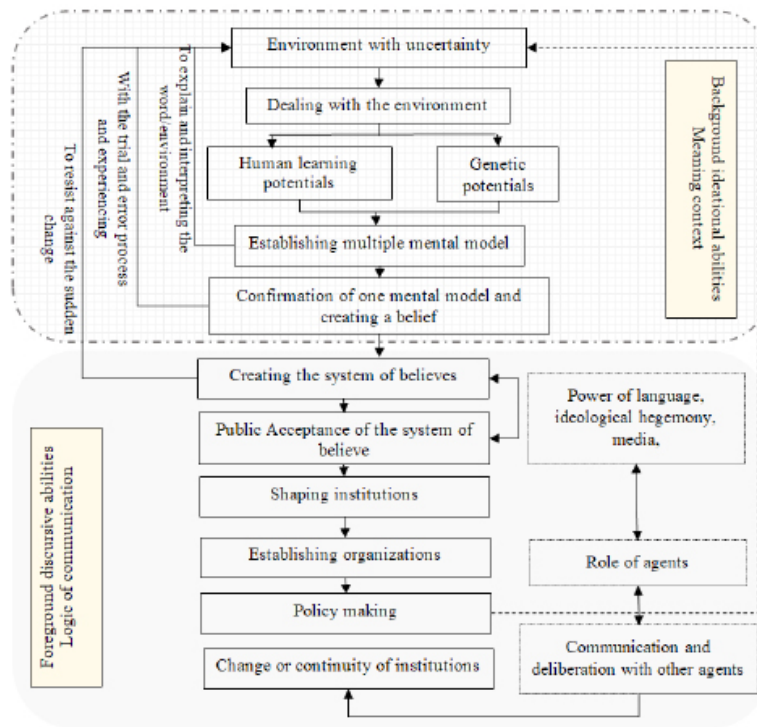 Environment with uncertainty
Dealing with the environment
Human learning
potentials
Genetic
potentials
Establishing multiple mental model
Confirmation of one mental model and
creating a belief
To explain and interpreting the
word/environment
With the trial and error process
and experiencing
To resist against the sudden
change
Background ideational abilities
Meaning context
Creating the system of believes
Public Acceptance of the system of
believe
Shaping institutions
Establishing organizations
Policy making
Change or continuity of institutions
Power of language,
ideological hegemony,
media,
Role of agents
Communication and
deliberation with other agents
Foreground discursive abilities
Logic of communication